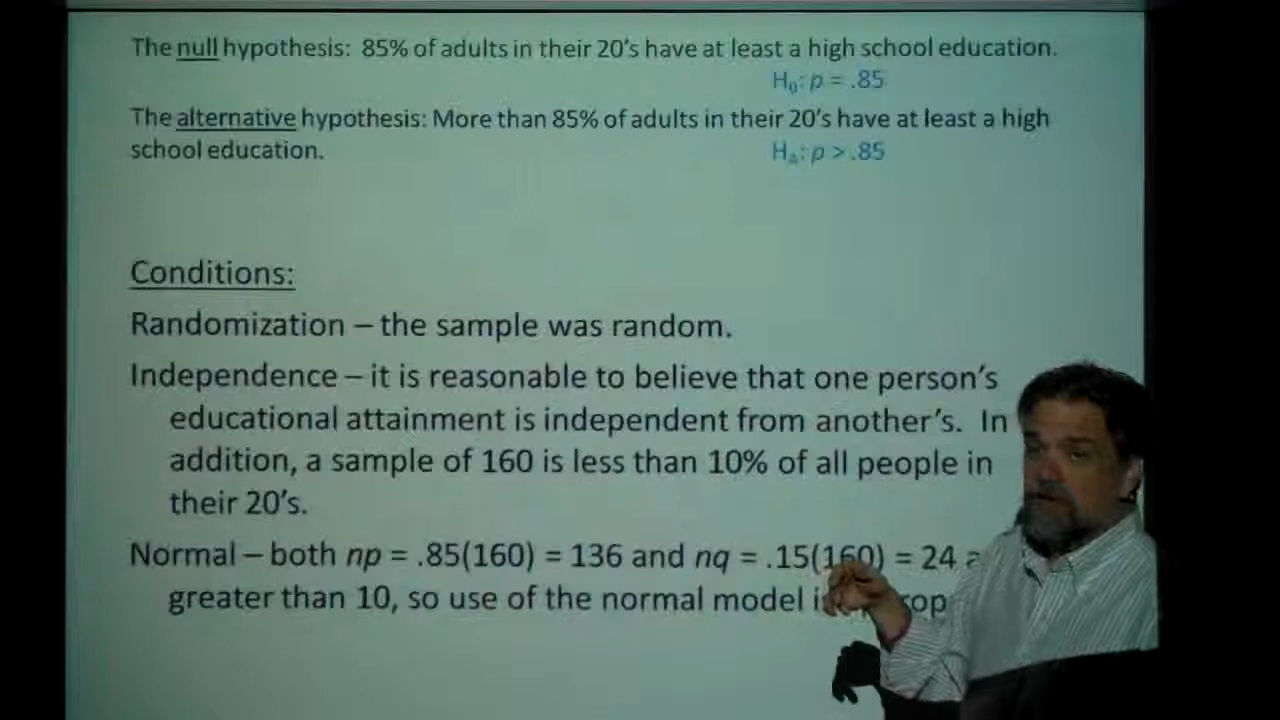 The null hypothesis: 85% of adults in their 20's have at least a high school education.
H₀: p = .85
The alternative hypothesis: More than 85% of adults in their 20's have at least a high
school education.
Hₐ: p > .85
Conditions:
Randomization – the sample was random.
Independence – it is reasonable to believe that one person's
educational attainment is independent from another's. In
addition, a sample of 160 is less than 10% of all people in
their 20's.
Normal – both np = .85(160) = 136 and nq = .15(160) = 24
greater than 10, so use of the normal model